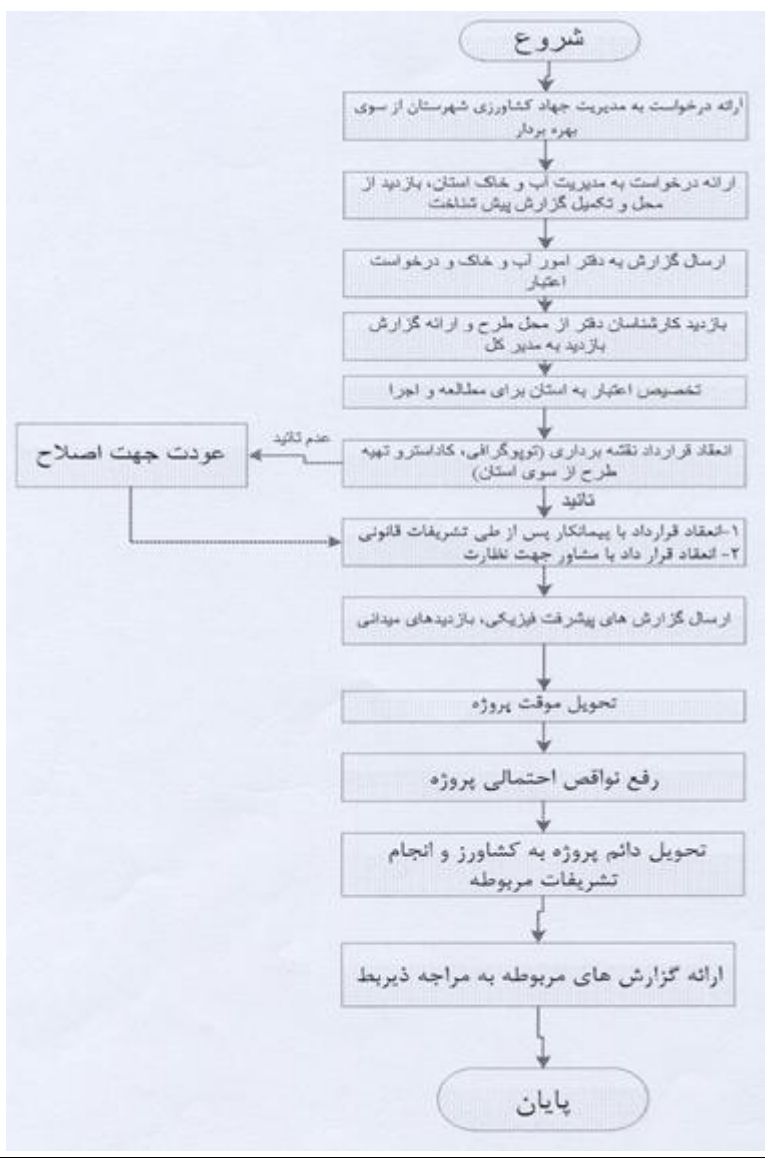 شروع
ارائه درخواست به مدیریت جهاد کشاورزی شهرستان از سوی
بهره بردار
ارائه درخواست به مدیریت آب و خاک استان، بازدید از
محل و تکمیل گزارش پیش شناخت
ارسال گزارش به دفتر امور آب و خاک و درخواست
اعتبار
بازدید کارشناسان دفتر از محل طرح و ارائه گزارش
بازدید به مدیر کل
تخصیص اعتبار به استان برای مطالعه و اجرا
انعقاد قرارداد نقشه برداری (توپوگرافی، کاداسترو تهیه
طرح از سوی استان)
عدم تائید
عودت جهت اصلاح
تائید
۱-انعقاد قرارداد با پیمانکار پس از طی تشریفات قانونی
۲- انعقاد قرار داد با مشاور جهت نظارت
ارسال گزارش های پیشرفت فیزیکی، بازدیدهای میدانی
تحویل موقت پروژه
رفع نواقص احتمالی پروژه
تحویل دائم پروژه به کشاورز و انجام
تشریفات مربوطه
ارائه گزارش های مربوطه به مراجه ذیربط
پایان